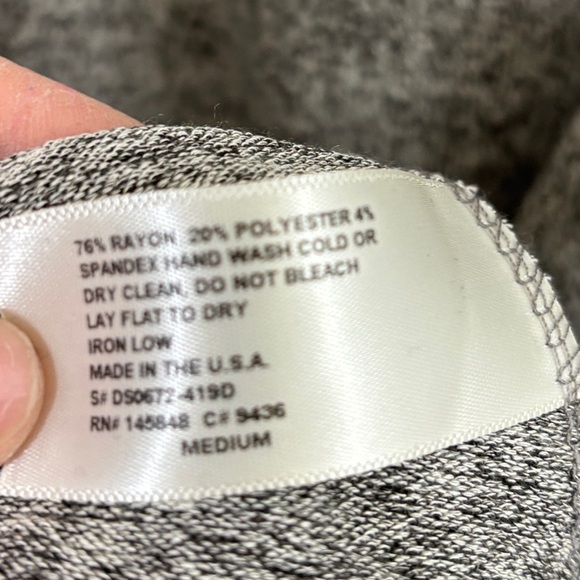 76% RAYON 20% POLYESTER 4%
SPANDEX HAND WASH COLD OR
DRY CLEAN. DO NOT BLEACH
LAY FLAT TO DRY
IRON LOW
MADE IN THE U.S.A.
S# DS0672-419D
RN# 145848 C# 9436
MEDIUM